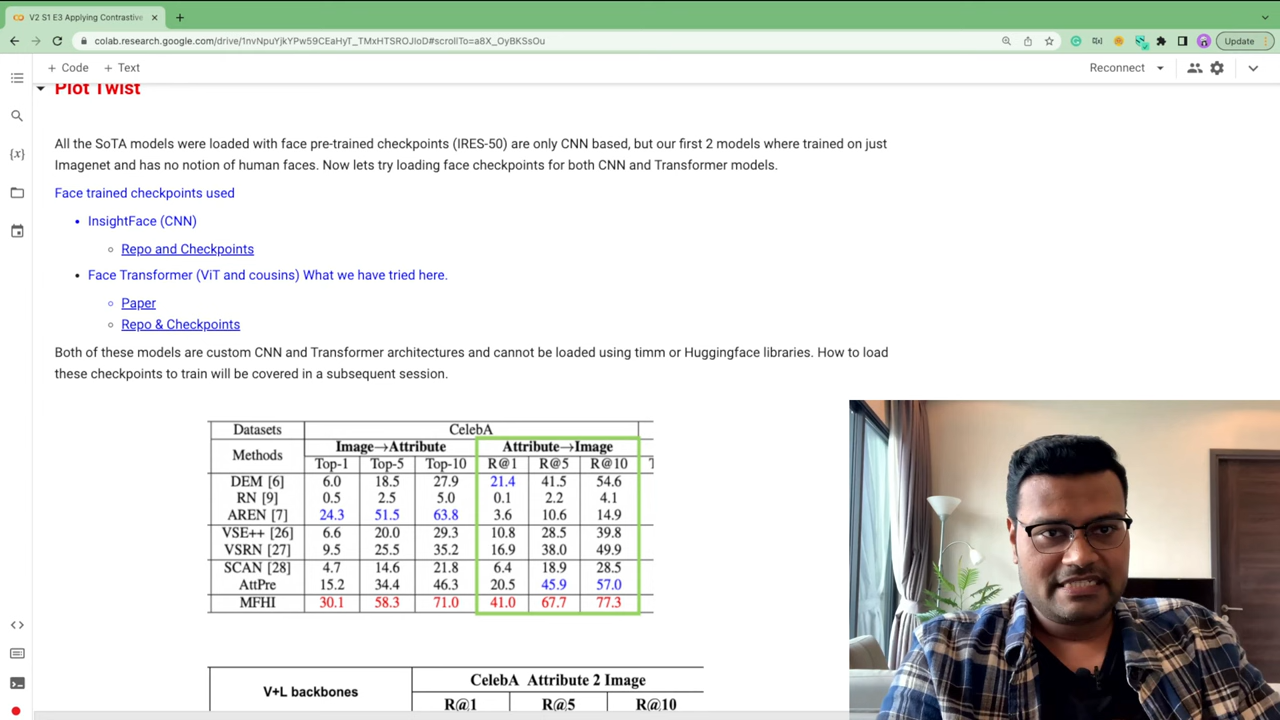 V2 S1 E3 Applying Contrastive
colab.research.google.com/drive/1nvNpuYjkYPw59CEaHyT_TMxHTSROJIoD#scrollTo=a8X_OyBKSsOu
Update
+ Code + Text
Reconnect
Plot Twist
All the SoTA models were loaded with face pre-trained checkpoints (IRES-50) are only CNN based, but our first 2 models where trained on just
Imagenet and has no notion of human faces. Now lets try loading face checkpoints for both CNN and Transformer models.
Face trained checkpoints used
• InsightFace (CNN)
Repo and Checkpoints
• Face Transformer (ViT and cousins) What we have tried here.
Paper
Repo & Checkpoints
Both of these models are custom CNN and Transformer architectures and cannot be loaded using timm or Huggingface libraries. How to load
these checkpoints to train will be covered in a subsequent session.
Datasets CelebA
Methods Image→Attribute Attribute→Image
Top-1 Top-5 Top-10 R@1 R@5 R@10
DEM [6] 6.0 18.5 27.9 21.4 41.5 54.6
RN [9] 0.5 2.5 5.0 0.1 2.2 4.1
AREN [7] 24.3 51.5 63.8 3.6 10.6 14.9
VSE++ [26] 6.6 20.0 29.3 10.8 28.5 39.8
VSRN [27] 9.5 25.5 35.2 16.9 38.0 49.9
SCAN [28] 4.7 14.6 21.8 6.4 18.9 28.5
AttPre 15.2 34.4 46.3 20.5 45.9 57.0
MFHI 30.1 58.3 71.0 41.0 67.7 77.3
V+L backbones CelebA Attribute 2 Image
R@1 R@5 R@10